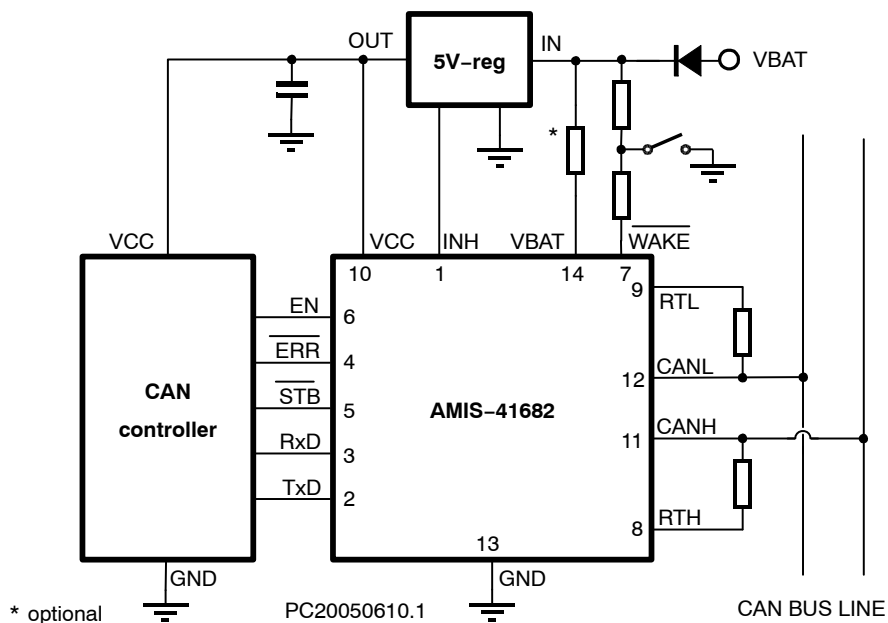 OUT
5V−reg
IN
VBAT
*
VCC
VCC
INH
VBAT
WAKE
10
1
14
7
9
RTL
EN
6
ERR
4
CANL
12
STB
5
CAN
controller
AMIS−41682
CANH
11
RxD
3
TxD
2
RTH
8
13
GND
GND
* optional
PC20050610.1
CAN BUS LINE